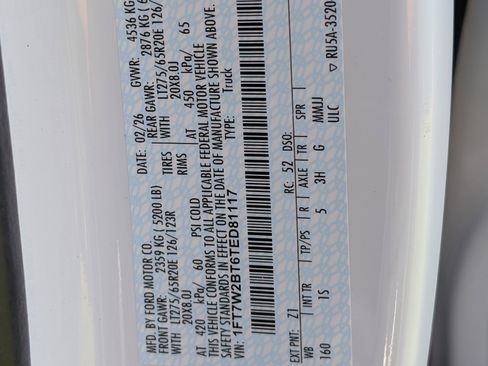 MFD. BY FORD MOTOR CO.
DATE: 02/26 GVWR: 4536 KG
FRONT GAWR: 2359 KG ( 5200 LB) REAR GAWR: 2876 KG (
WITH LT275/65R20E 126/123R TIRES WITH LT275/65R20E 126/
20X8.0J RIMS 20X8.0J
AT 420 kPa/ 60 PSI COLD AT 450 kPa/ 65
THIS VEHICLE CONFORMS TO ALL APPLICABLE FEDERAL MOTOR VEHICLE
SAFETY STANDARDS IN EFFECT ON THE DATE OF MANUFACTURE SHOWN ABOVE
VIN: 1FT7W2BT6TED81117
TYPE: Truck
EXT PNT: Z1 RC: 52 DSO:
WB INT TR TP/PS R AXLE TR SPR
160 1S 5 3H G MMJJ
ULC
▽ RU5A-3520